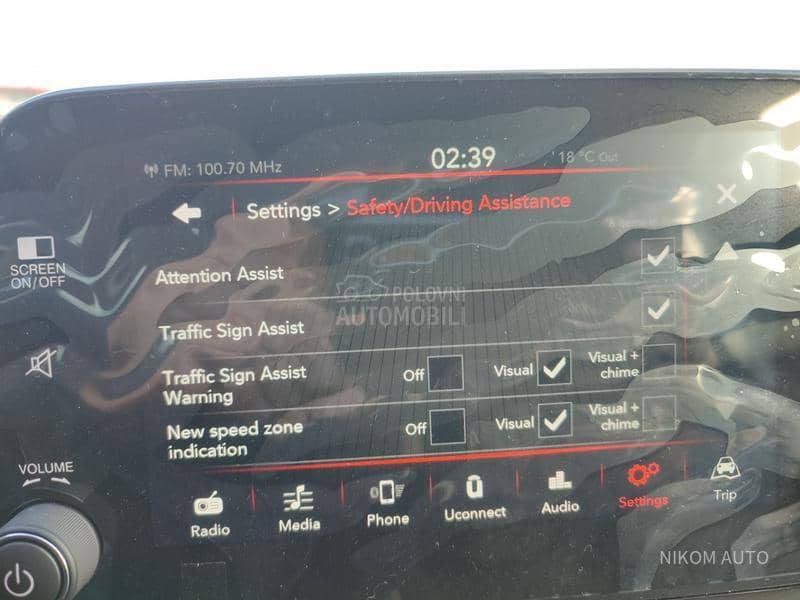 FM: 100.70 MHz
02:39
18 °C Out
Settings > Safety/Driving Assistance
SCREEN
ON/OFF
Attention Assist
POLOVNI
AUTOMOBILI
Traffic Sign Assist
Traffic Sign Assist
Warning
Off
Visual
Visual +
chime
New speed zone
indication
Off
Visual
Visual +
chime
VOLUME
Radio
Media
Phone
Uconnect
Audio
Settings
Trip
NIKOM AUTO